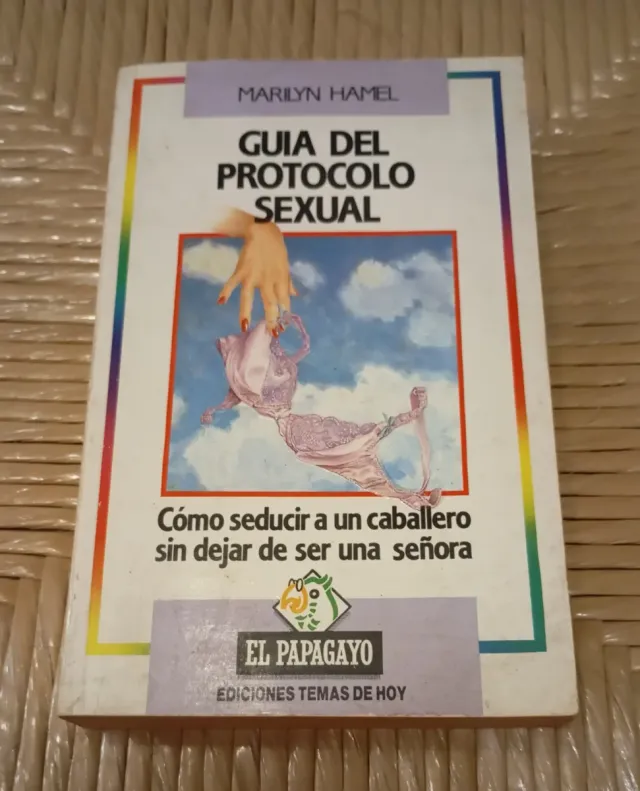 MARILYN HAMEL
GUIA DEL
PROTOCOLO
SEXUAL
Cómo seducir a un caballero
sin dejar de ser una señora
EL PAPAGAYO
EDICIONES TEMAS DE HOY